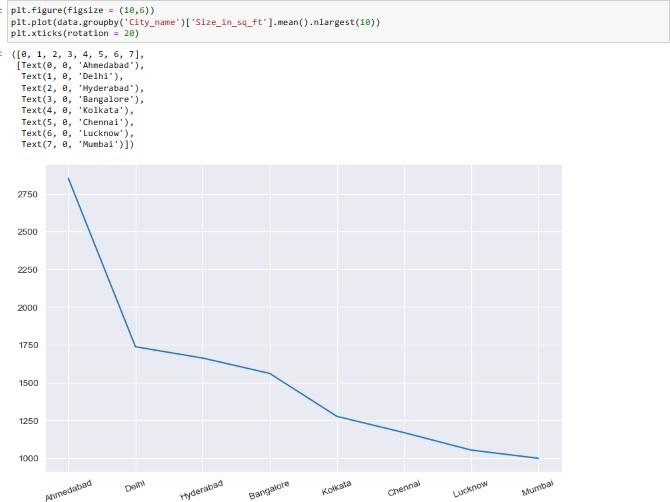 plt.figure(figsize = (10,6))
plt.plot(data.groupby('City_name')['Size_in_sq_ft'].mean().nlargest(10))
plt.xticks(rotation = 20)
([0, 1, 2, 3, 4, 5, 6, 7],
[Text(0, 0, 'Ahmedabad'),
Text(1, 0, 'Delhi'),
Text(2, 0, 'Hyderabad'),
Text(3, 0, 'Bangalore'),
Text(4, 0, 'Kolkata'),
Text(5, 0, 'Chennai'),
Text(6, 0, 'Lucknow'),
Text(7, 0, 'Mumbai')])
2750
2500
2250
2000
1750
1500
1250
1000
Ahmedabad Delhi Hyderabad Bangalore Kolkata Chennai Lucknow Mumbai